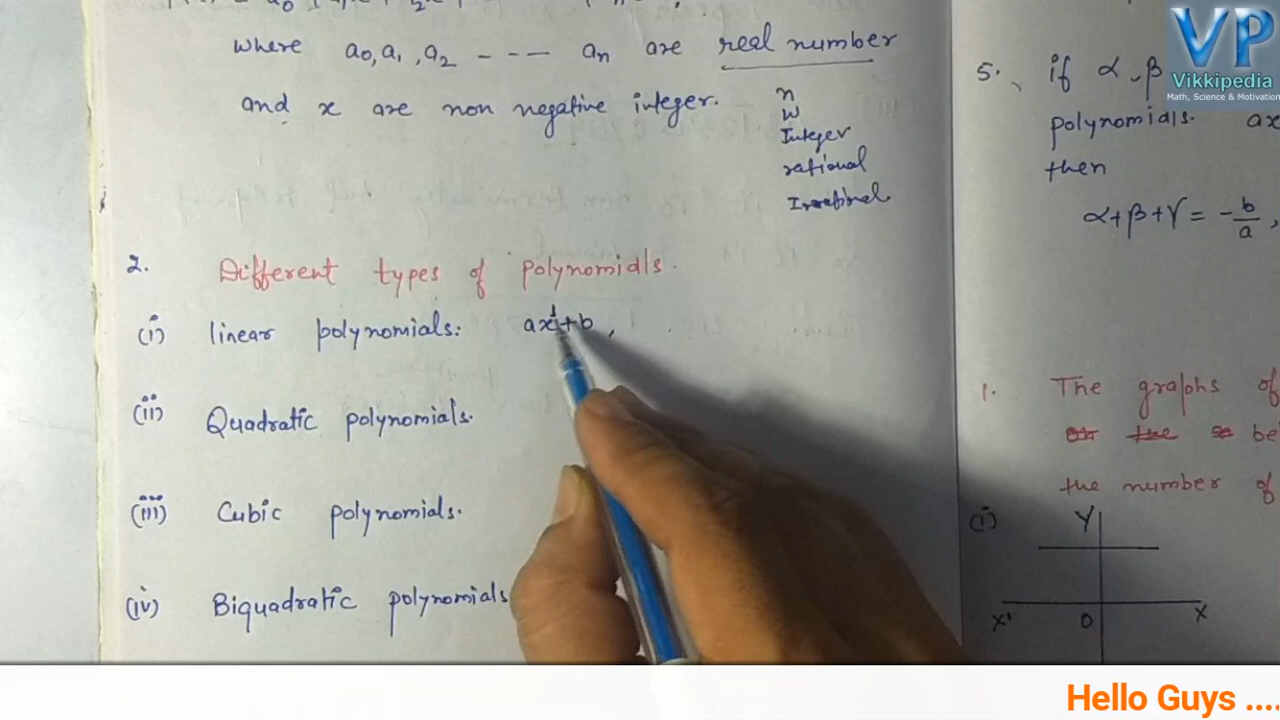 where a0, a1, a2 - - - an are real number
and x are non negative integer.
n
w
Integer
rational
2. Different types of polynomials.
(i) linear polynomials: ax¹+b,
(ii) Quadratic polynomials.
(iii) Cubic polynomials.
(iv) Biquadratic polynomials
5. if α, β
polynomials. ax
then
α+β+γ = -b/a,
1. The graphs of
the be
the number of
(i) Y
X' O X
VP
Vikkipedia
Math, Science & Motivation
Hello Guys ....